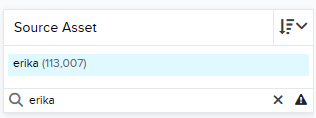 Source Asset
erika (113,007)
erika